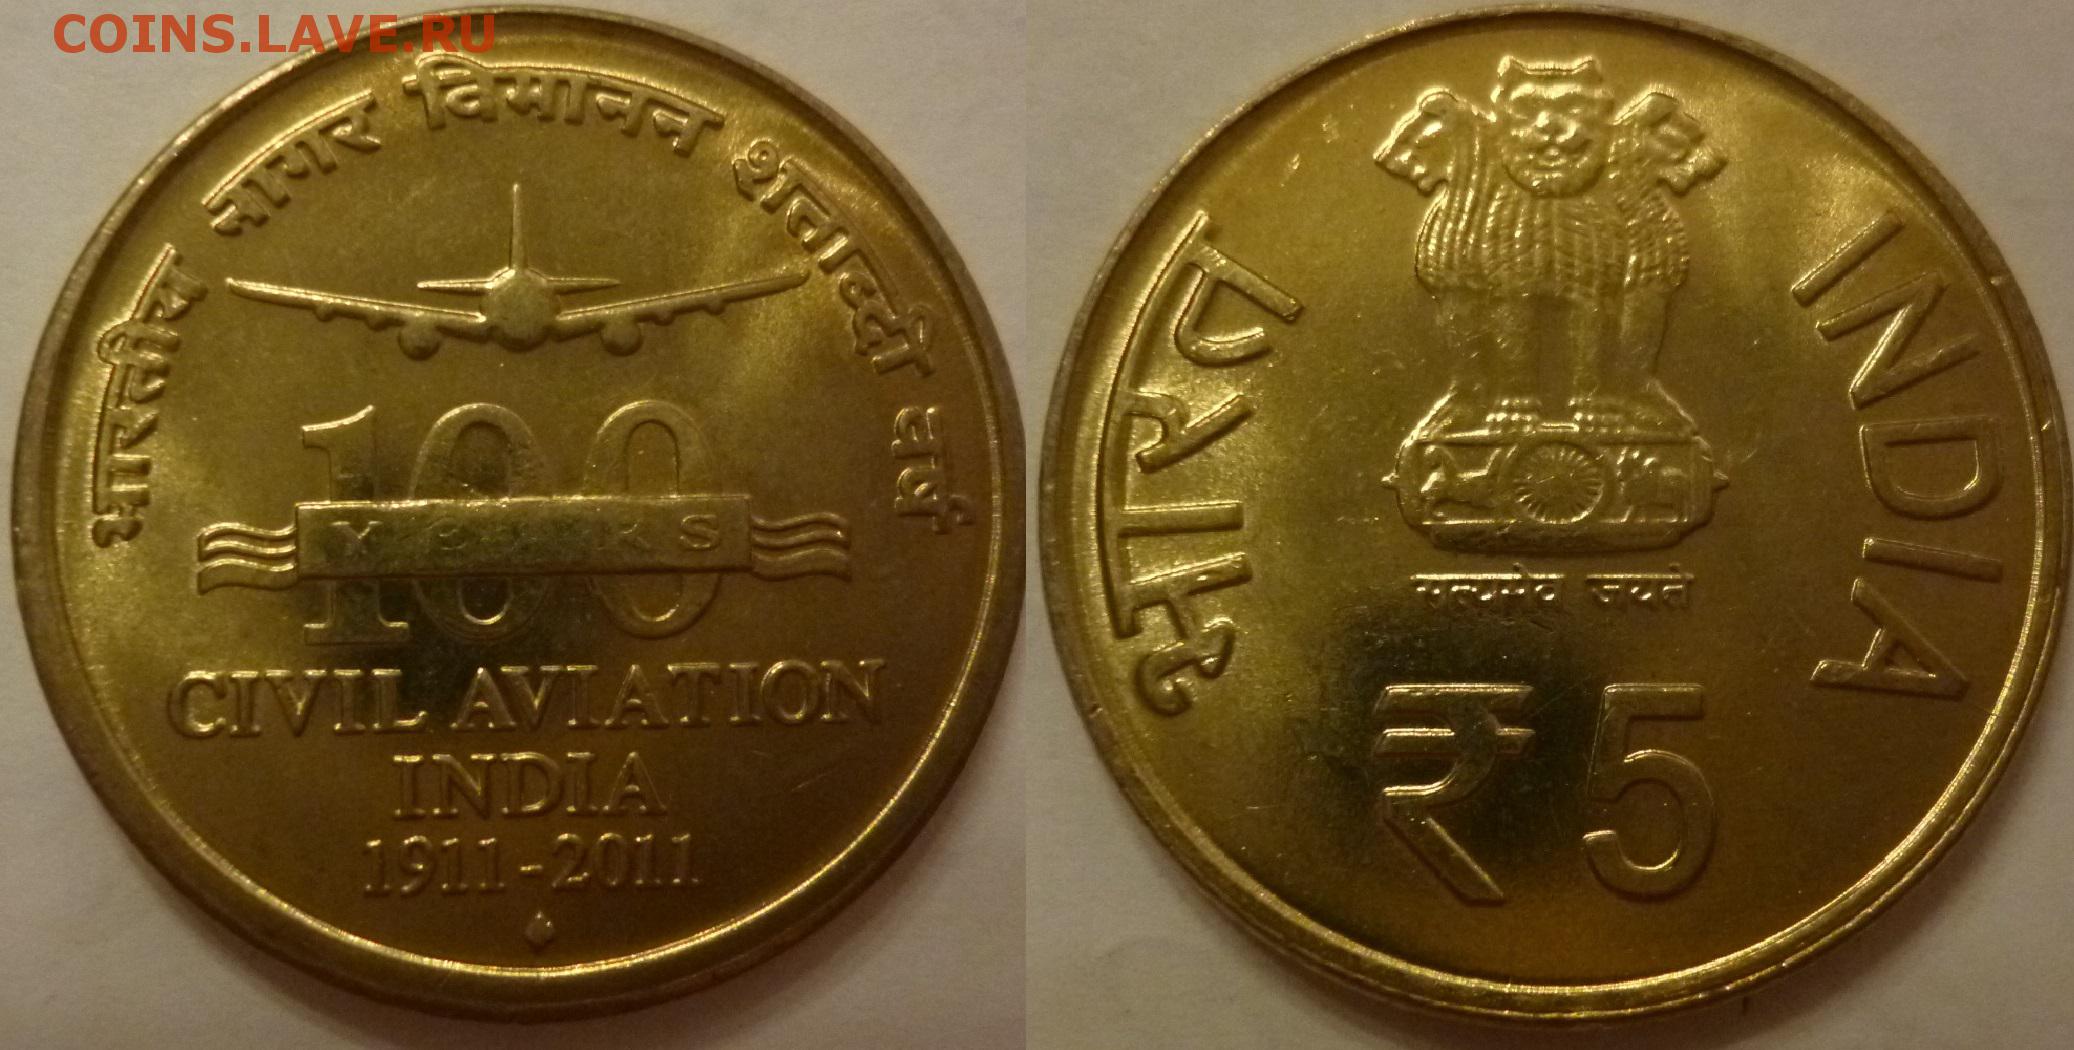 COINS.LAVE.RU
भारतीय नागर विमानन शताब्दी वर्ष
100
YEARS
CIVIL AVIATION
INDIA
1911-2011
भारत
INDIA
सत्यमेव जयते
₹ 5